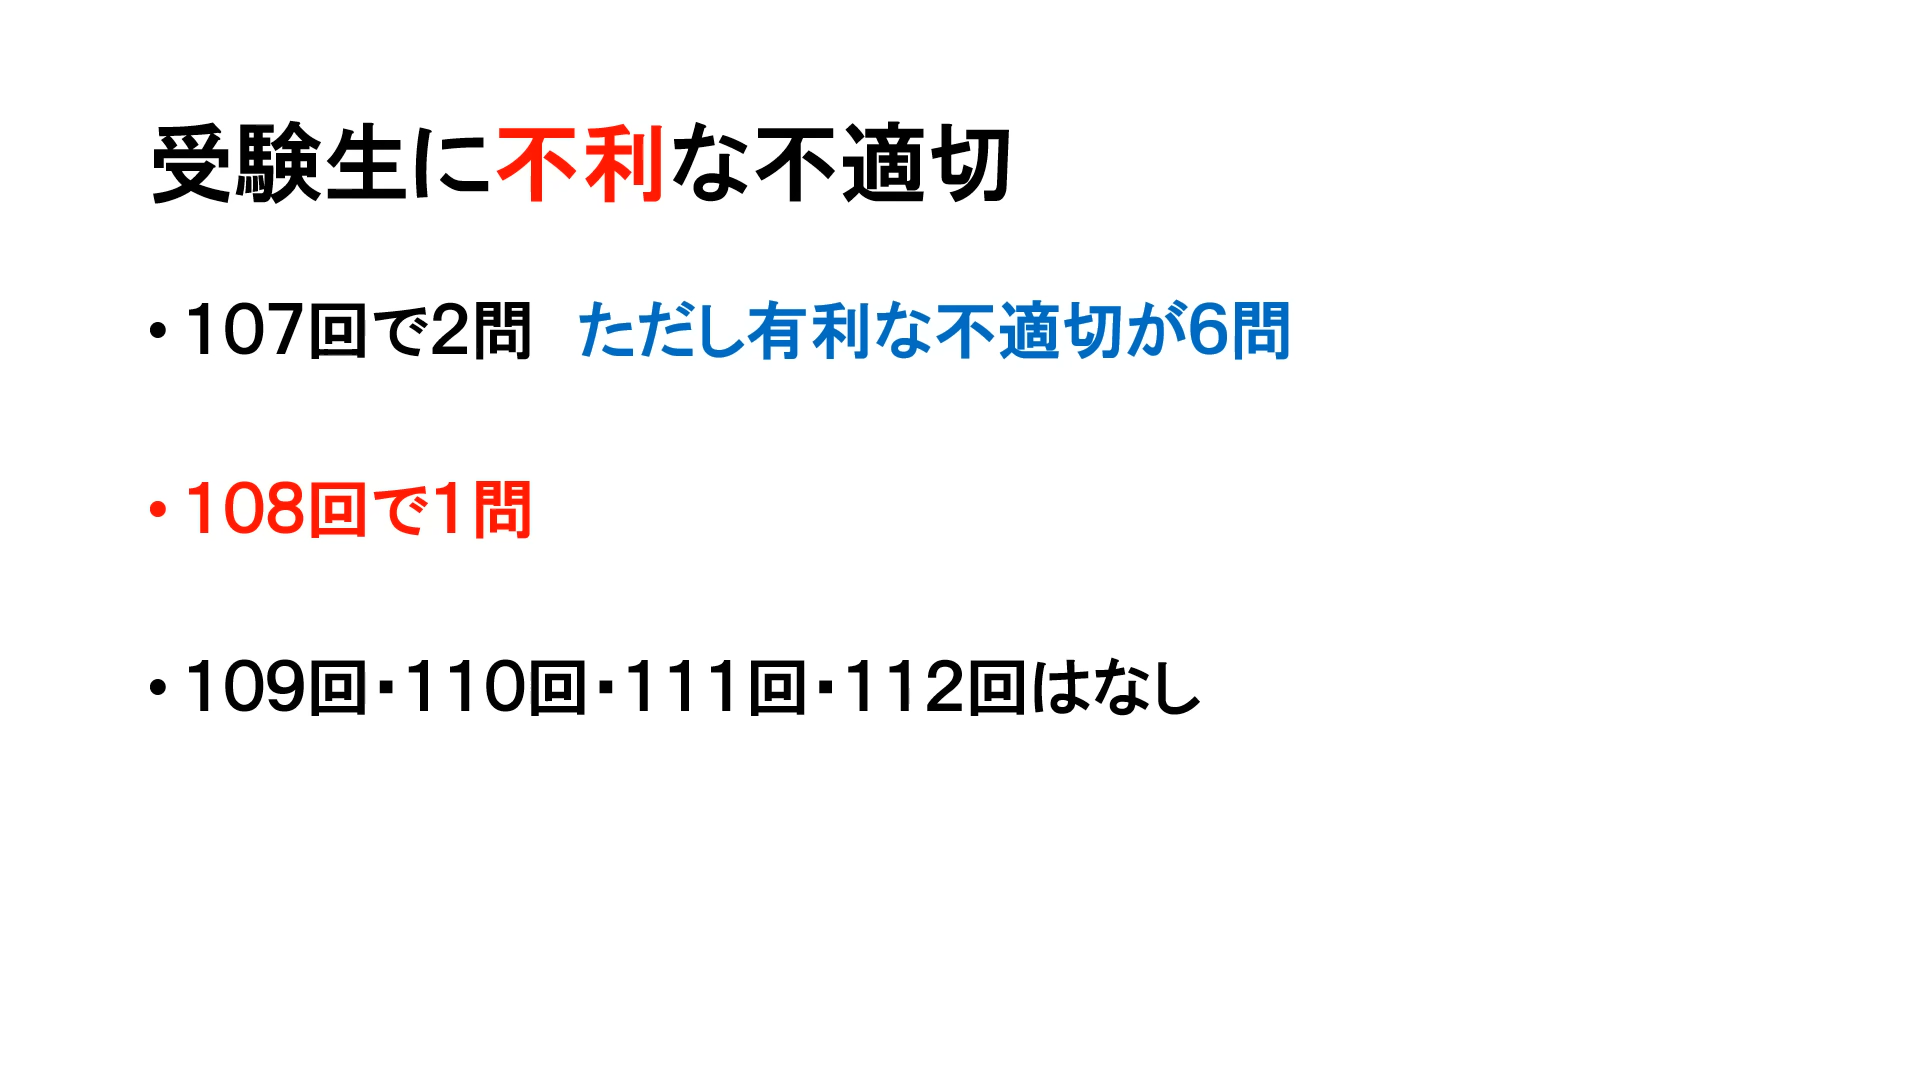 受験生に不利な不適切
• 107回で2問　ただし有利な不適切が6問
• 108回で1問
• 109回・110回・111回・112回はなし